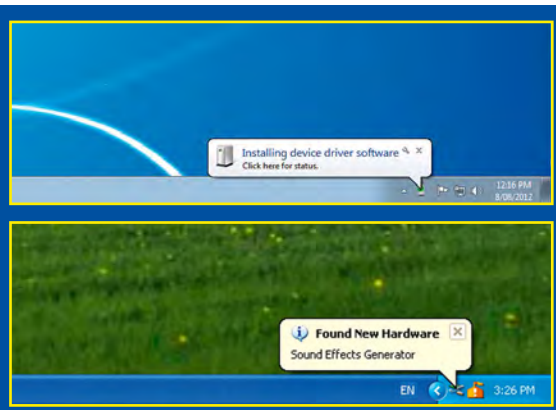 Installing device driver software
Click here for status.
12:16 PM
8/08/2012
Found New Hardware
Sound Effects Generator
EN
3:26 PM